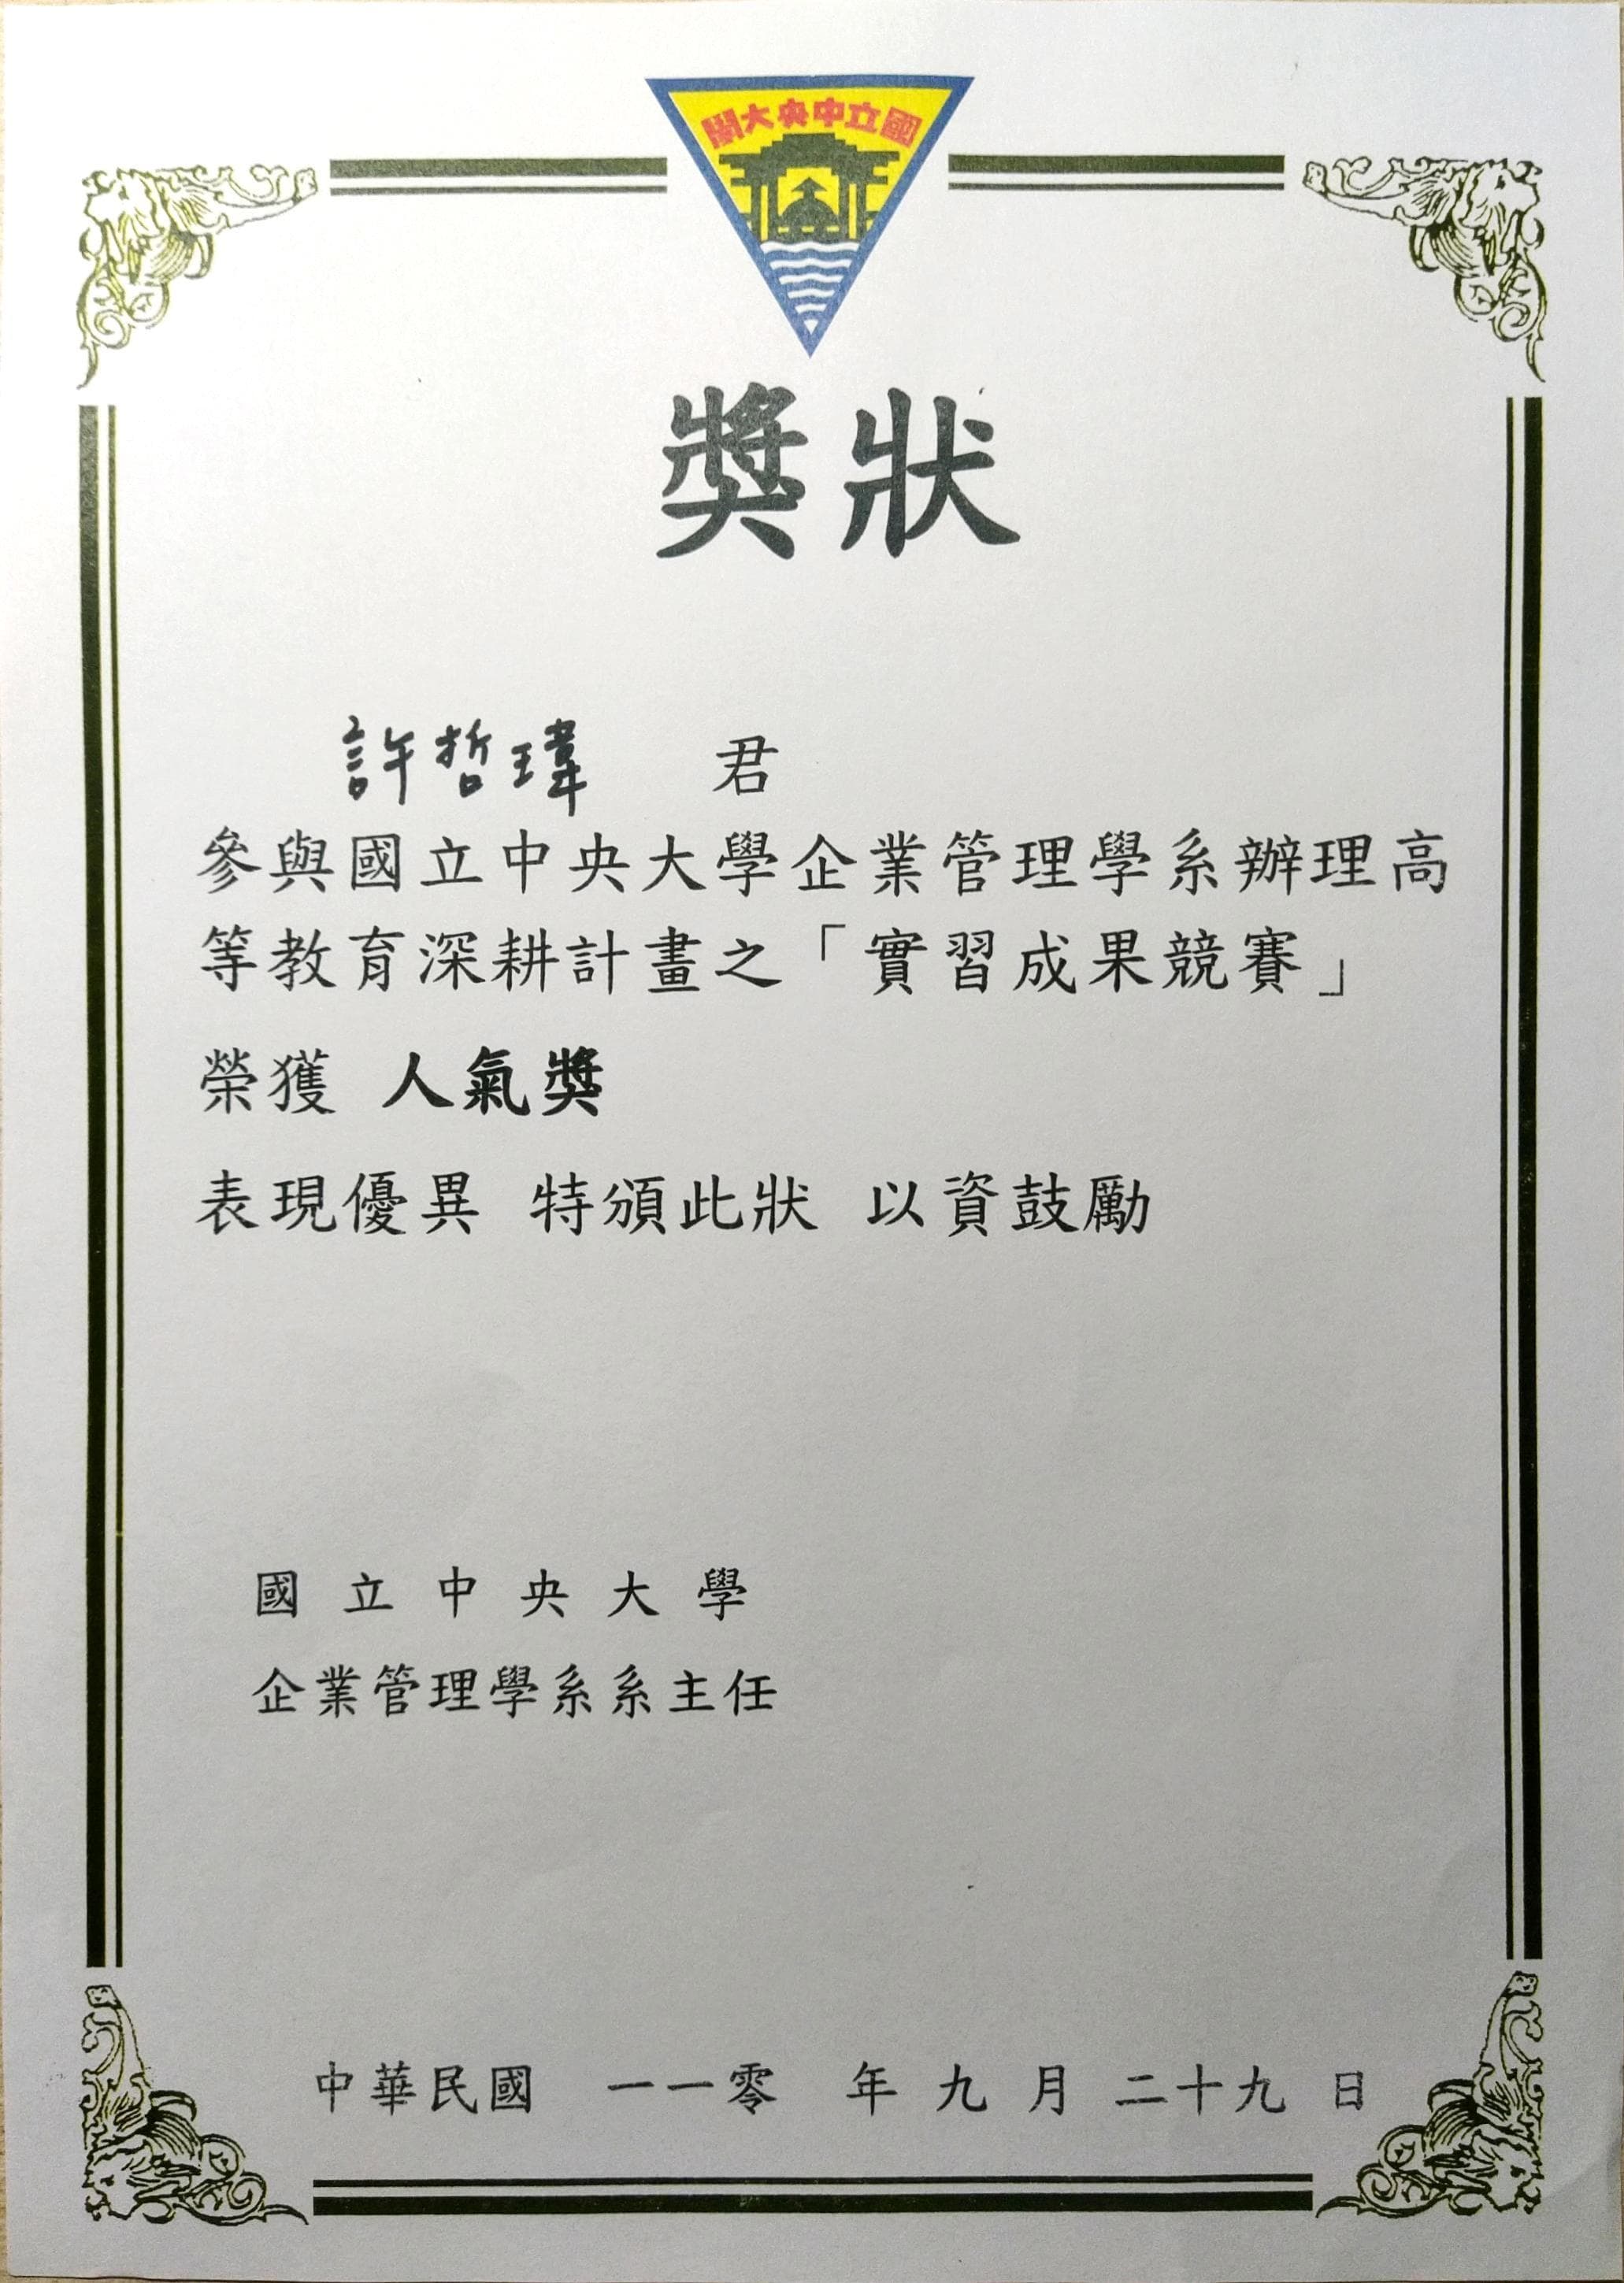 國立中央大學
獎狀
許哲瑋 君
參與國立中央大學企業管理學系辦理高
等教育深耕計畫之「實習成果競賽」
榮獲 人氣獎
表現優異 特頒此狀 以資鼓勵
國立中央大學
企業管理學系系主任
中華民國 一一零 年 九 月 二十九 日